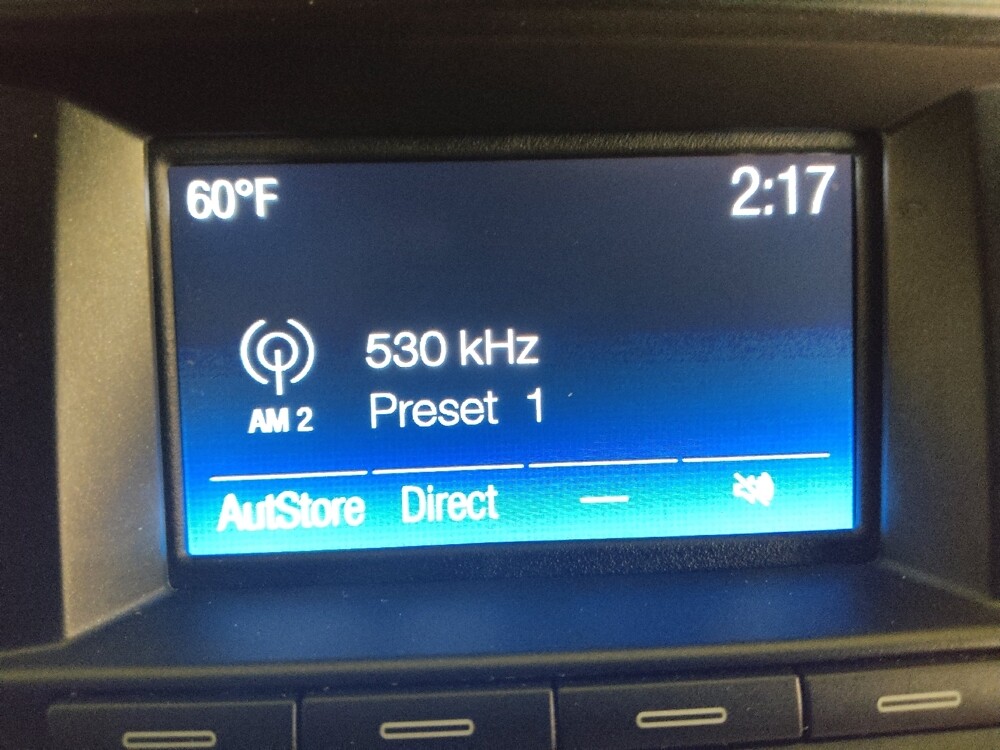 60°F
2:17
530 kHz
AM 2
Preset 1
AutStore Direct —